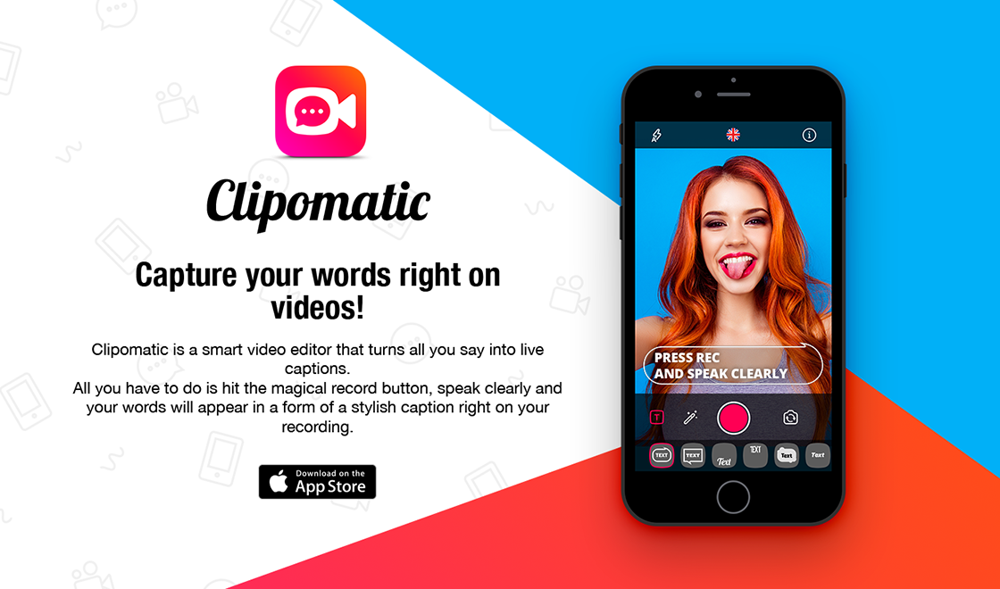 Clipomatic
Capture your words right on
videos!
Clipomatic is a smart video editor that turns all you say into live
captions.
All you have to do is hit the magical record button, speak clearly and
your words will appear in a form of a stylish caption right on your
recording.
Download on the
App Store
PRESS REC
AND SPEAK CLEARLY
T
TEXT
TEXT
Text
TEXT
Text
Text